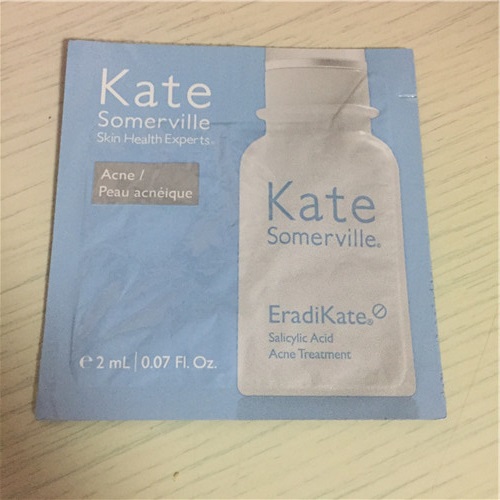 Kate
Somerville
Skin Health Experts.
Acne /
Peau acnéique
e 2 mL | 0.07 Fl. Oz.
Kate
Somerville®
EradiKate®
Salicylic Acid
Acne Treatment